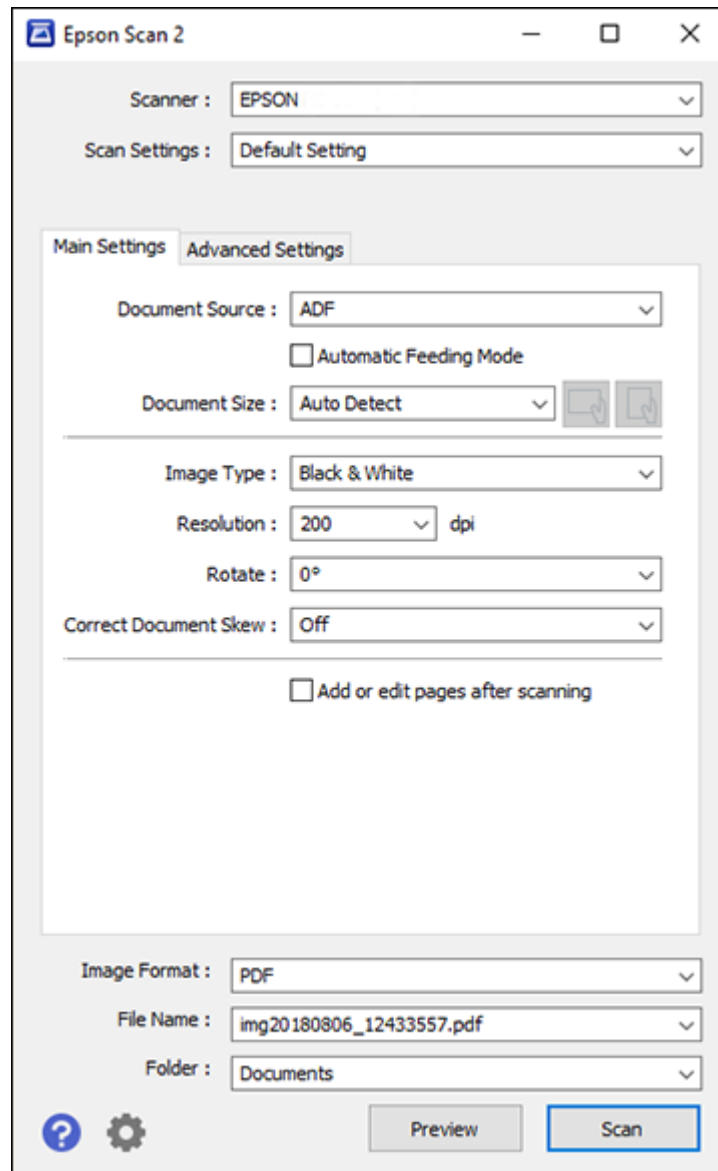 Epson Scan 2
Scanner : EPSON
Scan Settings : Default Setting
Main Settings Advanced Settings
Document Source : ADF
Automatic Feeding Mode
Document Size : Auto Detect
Image Type : Black & White
Resolution : 200 dpi
Rotate : 0°
Correct Document Skew : Off
Add or edit pages after scanning
Image Format : PDF
File Name : img20180806_12433557.pdf
Folder : Documents
? Preview Scan